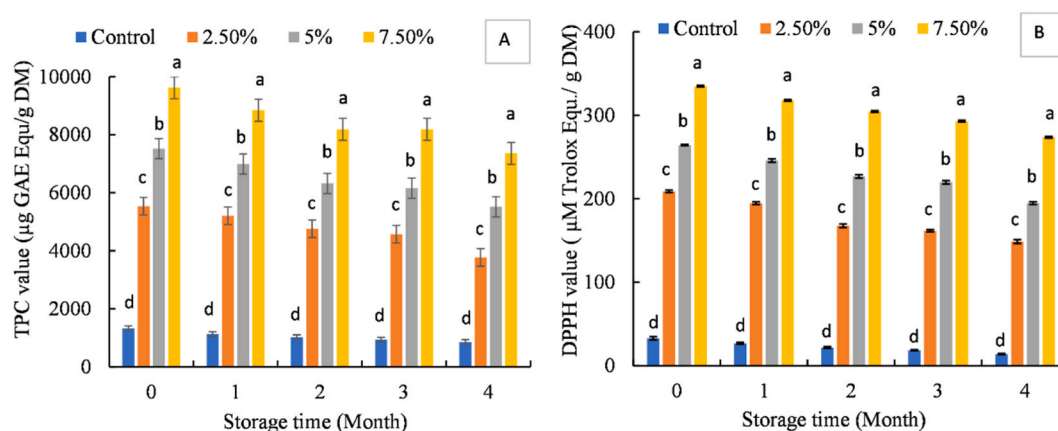 Control 2.50% 5% 7.50%
A
TPC value (µg GAE Equ/g DM)
10000
8000
6000
4000
2000
0
a a a a a
b b b b b
c c c c c
d d d d d
0 1 2 3 4
Storage time (Month)
Control 2.50% 5% 7.50%
B
DPPH value ( µM Trolox Equ./ g DM)
400
300
200
100
0
a a a a a
b b b b b
c c c c c
d d d d d
0 1 2 3 4
Storage time (Month)